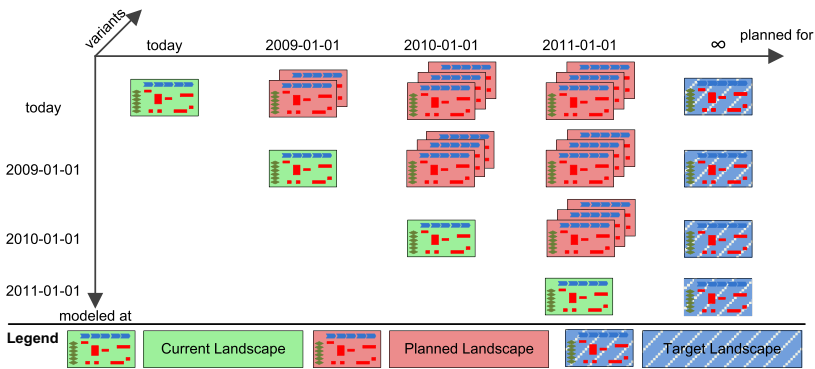 variants
today 2009-01-01 2010-01-01 2011-01-01 ∞ planned for
today
2009-01-01
2010-01-01
2011-01-01
modeled at
Legend Current Landscape Planned Landscape Target Landscape